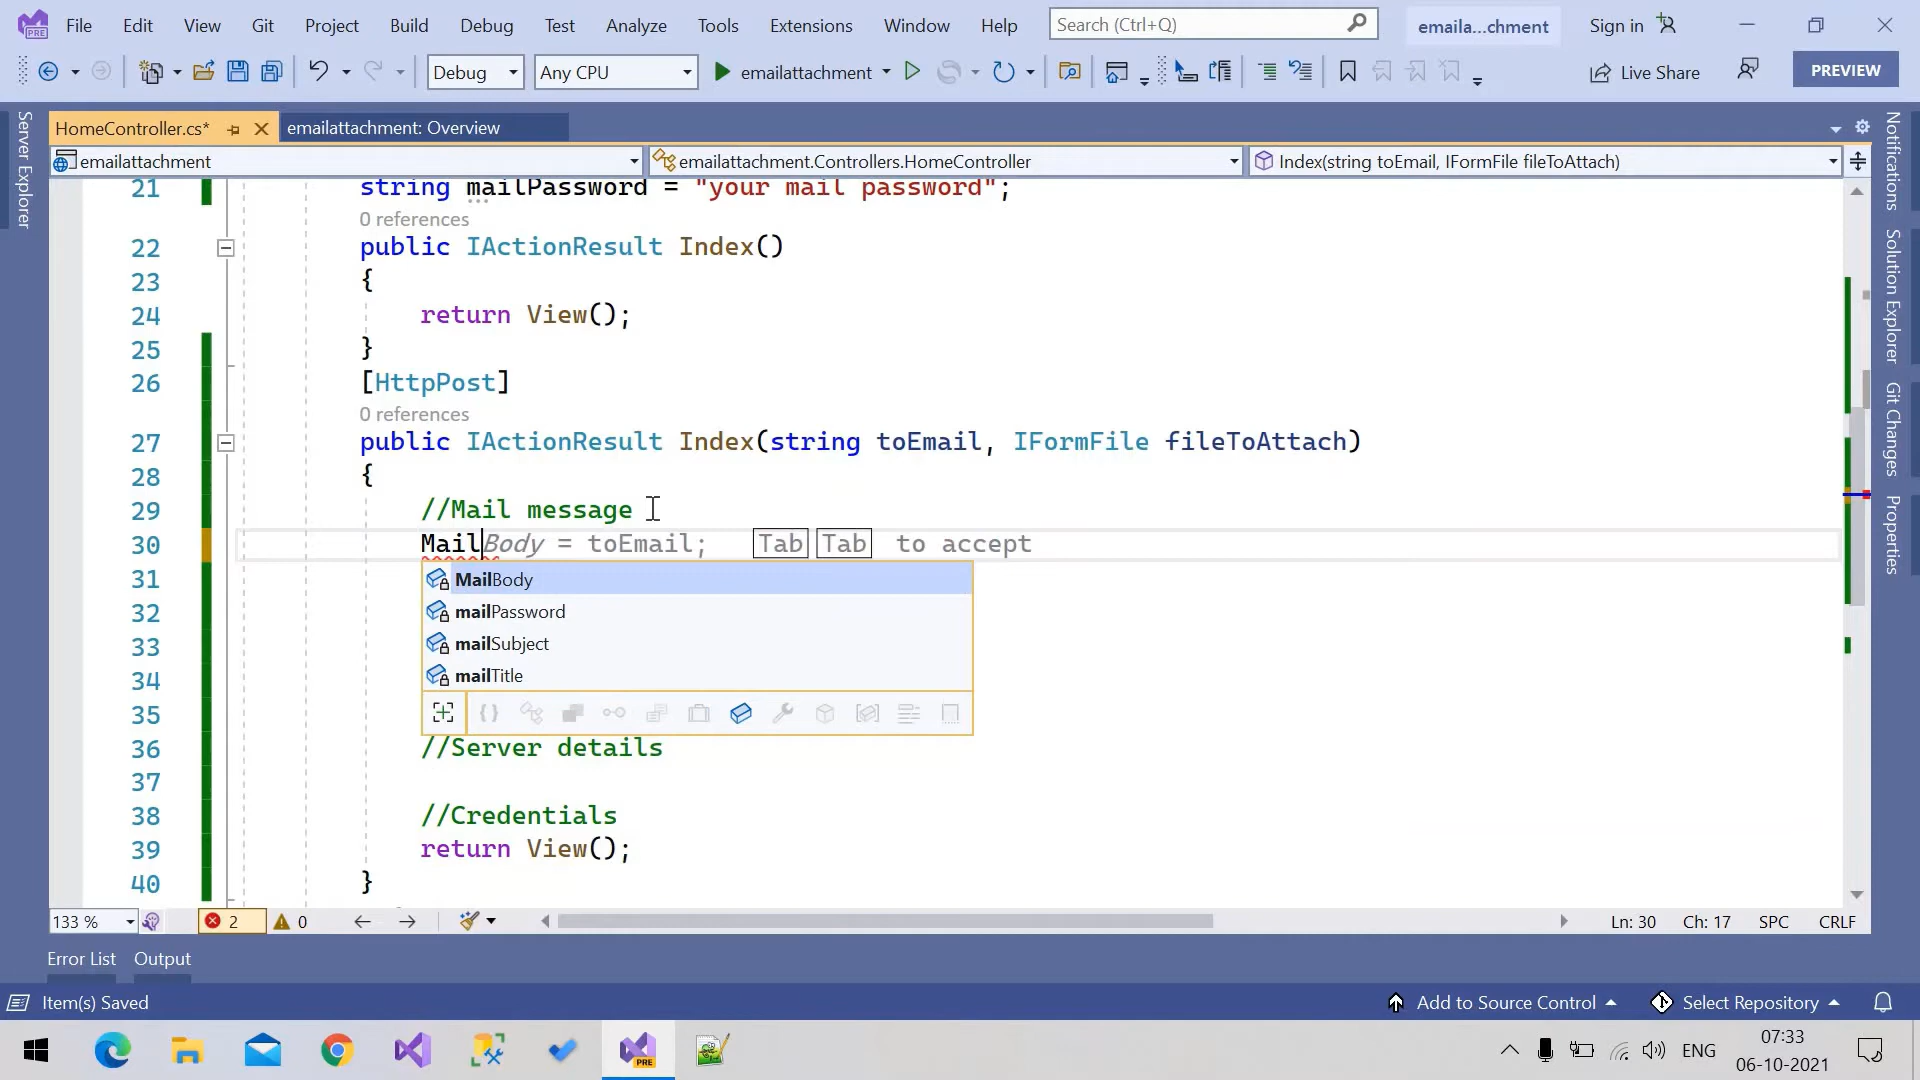 File Edit View Git Project Build Debug Test Analyze Tools Extensions Window Help Search (Ctrl+Q) emaila...chment Sign in
PRE
Debug Any CPU emailattachment Live Share PREVIEW
Server Explorer
HomeController.cs* emailattachment: Overview
emailattachment emailattachment.Controllers.HomeController Index(string toEmail, IFormFile fileToAttach)
21 string mailPassword = "your mail password";
0 references
22 public IActionResult Index()
23 {
24 return View();
25 }
26 [HttpPost]
0 references
27 public IActionResult Index(string toEmail, IFormFile fileToAttach)
28 {
29 //Mail message
30 MailBody = toEmail; Tab Tab to accept
31 MailBody
32 mailPassword
33 mailSubject
34 mailTitle
35
36 //Server details
37
38 //Credentials
39 return View();
40 }
Notifications
Solution Explorer
Git Changes
Properties
133 % 2 0 Ln: 30 Ch: 17 SPC CRLF
Error List Output
Item(s) Saved Add to Source Control Select Repository
PRE
ENG
07:33
06-10-2021